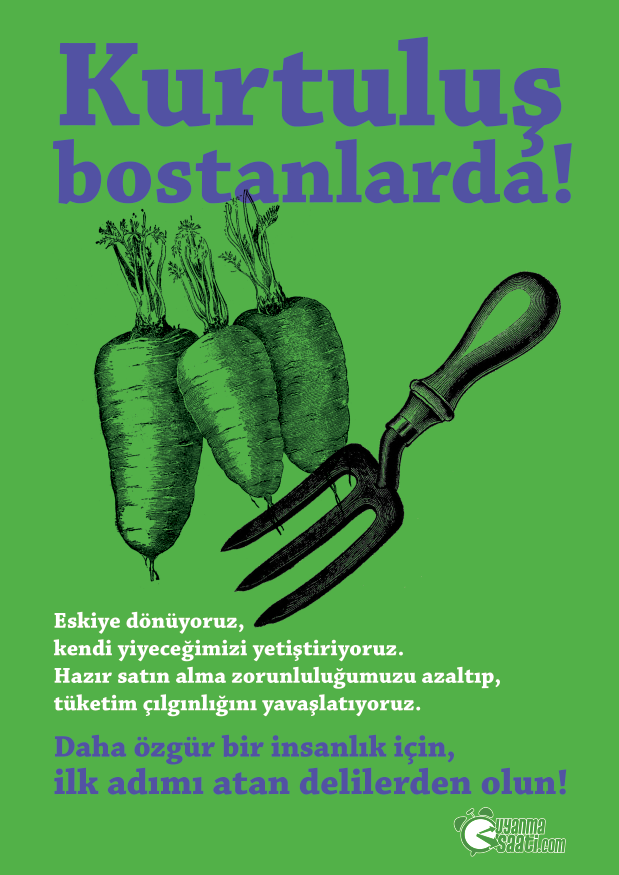 Kurtuluş
bostanlarda!
Eskiye dönüyoruz,
kendi yiyeceğimizi yetiştiriyoruz.
Hazır satın alma zorunluluğumuzu azaltıp,
tüketim çılgınlığını yavaşlatıyoruz.
Daha özgür bir insanlık için,
ilk adımı atan delilerden olun!
uyanma
saati.com